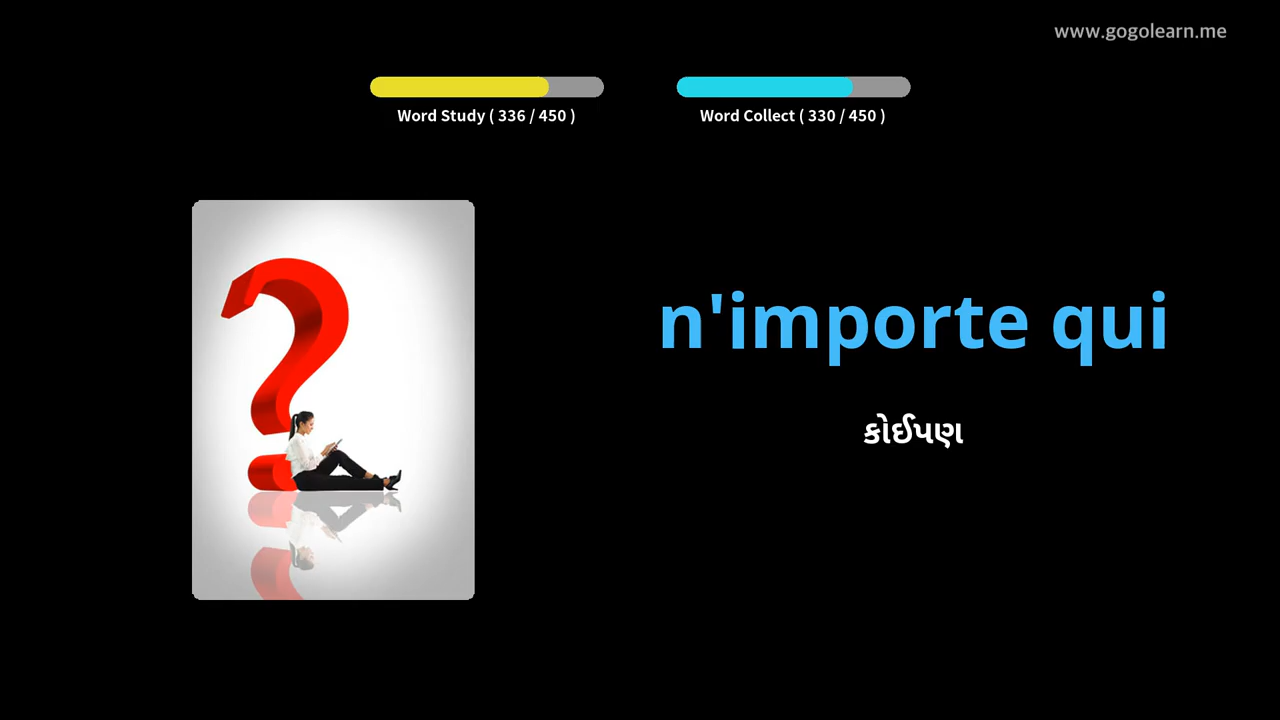 www.gogolearn.me
Word Study ( 336 / 450 )
Word Collect ( 330 / 450 )
n'importe qui
કોઈપણ